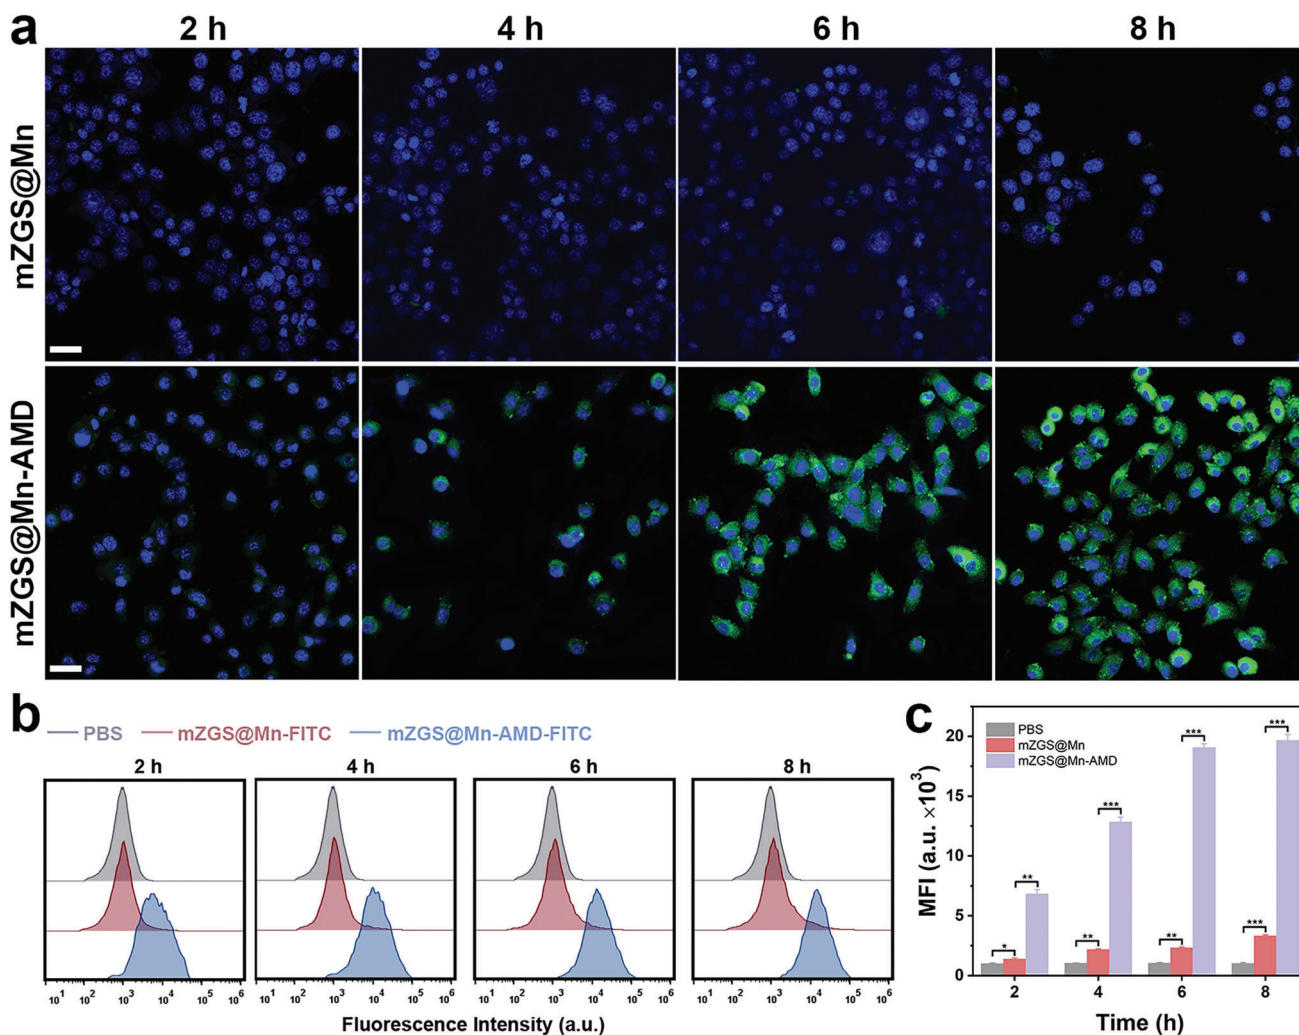 a
2 h 4 h 6 h 8 h
mZGS@Mn
mZGS@Mn-AMD
b
PBS mZGS@Mn-FITC mZGS@Mn-AMD-FITC
2 h 4 h 6 h 8 h
10¹ 10² 10³ 10⁴ 10⁵ 10⁶ 10¹ 10² 10³ 10⁴ 10⁵ 10⁶ 10¹ 10² 10³ 10⁴ 10⁵ 10⁶ 10¹ 10² 10³ 10⁴ 10⁵ 10⁶
Fluorescence Intensity (a.u.)
c
PBS
mZGS@Mn
mZGS@Mn-AMD
MFI (a.u. ×10³)
20
15
10
5
0
* ** ** *** ** *** *** ***
2 4 6 8
Time (h)